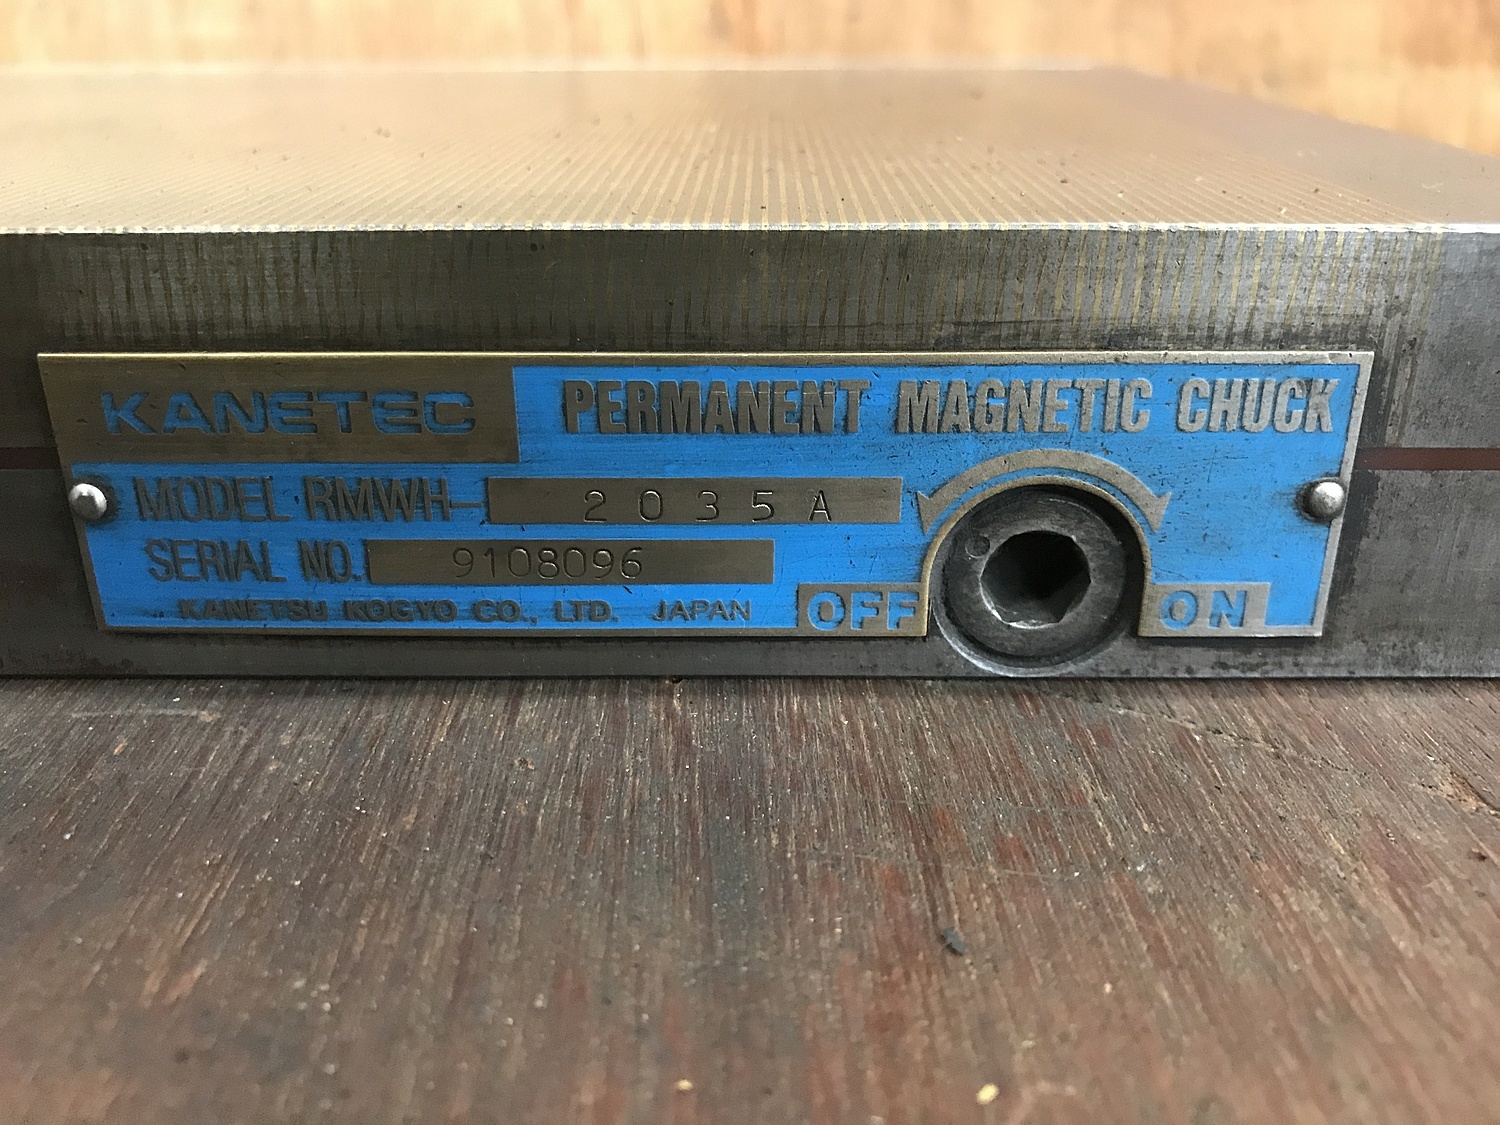 KANETEC PERMANENT MAGNETIC CHUCK
MODEL RMWH-2035A
SERIAL NO. 9108096
KANETSU KOGYO CO., LTD. JAPAN
OFF ON